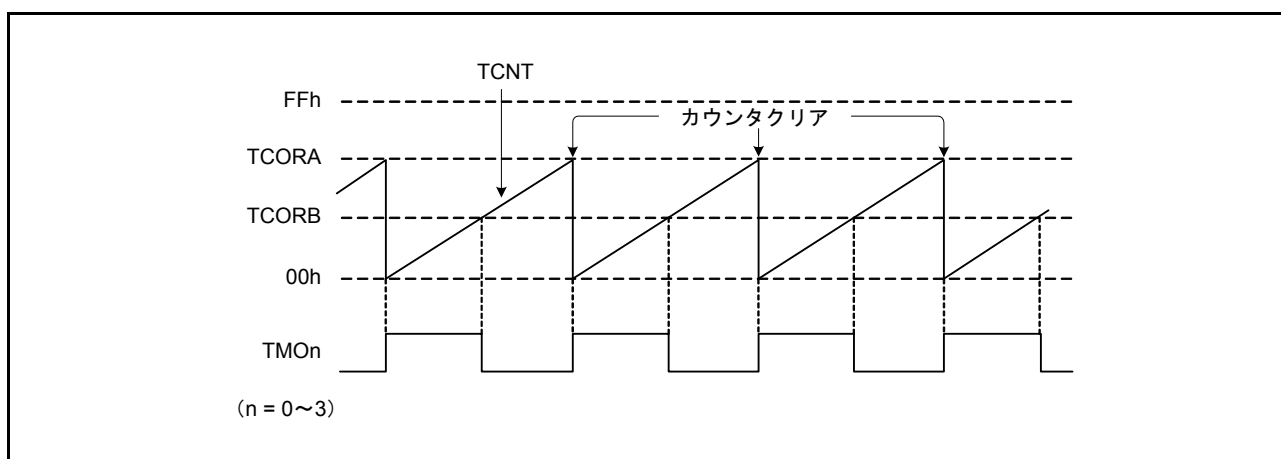 TCNT
FFh
カウンタクリア
TCORA
TCORB
00h
TMOn
（n = 0～3）